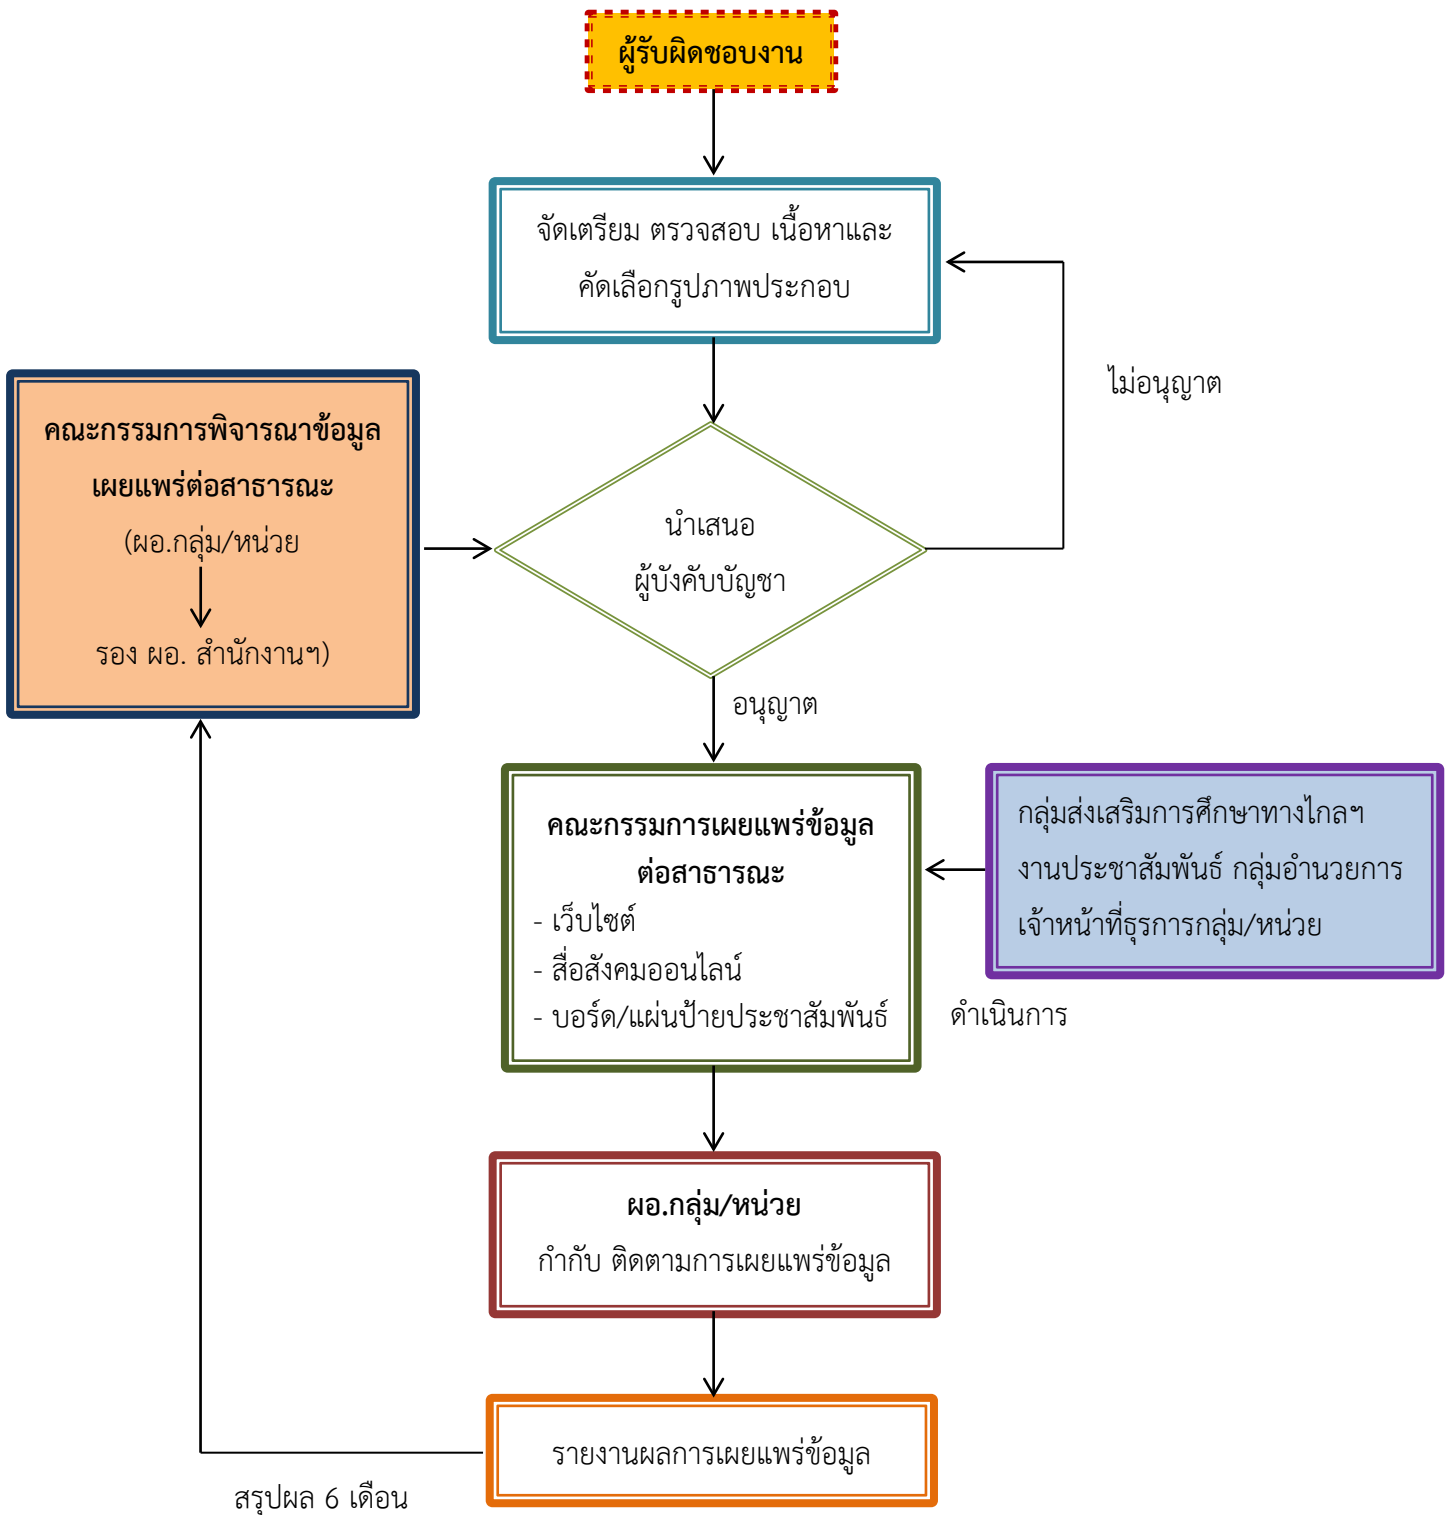 ผู้รับผิดชอบงาน
จัดเตรียม ตรวจสอบ เนื้อหาและ
คัดเลือกรูปภาพประกอบ
ไม่อนุญาต
คณะกรรมการพิจารณาข้อมูล
เผยแพร่ต่อสาธารณะ
(ผอ.กลุ่ม/หน่วย
รอง ผอ. สำนักงานฯ)
นำเสนอ
ผู้บังคับบัญชา
อนุญาต
คณะกรรมการเผยแพร่ข้อมูล
ต่อสาธารณะ
- เว็บไซต์
- สื่อสังคมออนไลน์
- บอร์ด/แผ่นป้ายประชาสัมพันธ์
กลุ่มส่งเสริมการศึกษาทางไกลฯ
งานประชาสัมพันธ์ กลุ่มอำนวยการ
เจ้าหน้าที่ธุรการกลุ่ม/หน่วย
ดำเนินการ
ผอ.กลุ่ม/หน่วย
กำกับ ติดตามการเผยแพร่ข้อมูล
รายงานผลการเผยแพร่ข้อมูล
สรุปผล 6 เดือน